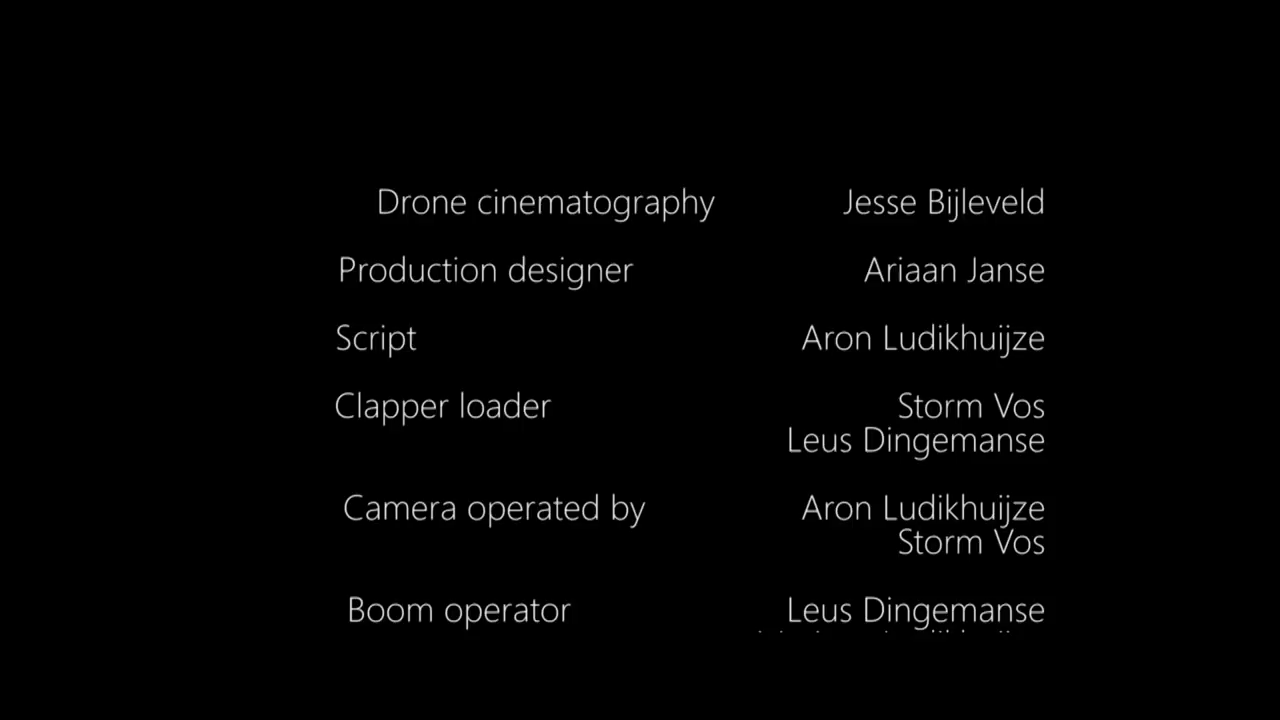 Drone cinematography Jesse Bijleveld
Production designer Ariaan Janse
Script Aron Ludikhuijze
Clapper loader Storm Vos
Leus Dingemanse
Camera operated by Aron Ludikhuijze
Storm Vos
Boom operator Leus Dingemanse